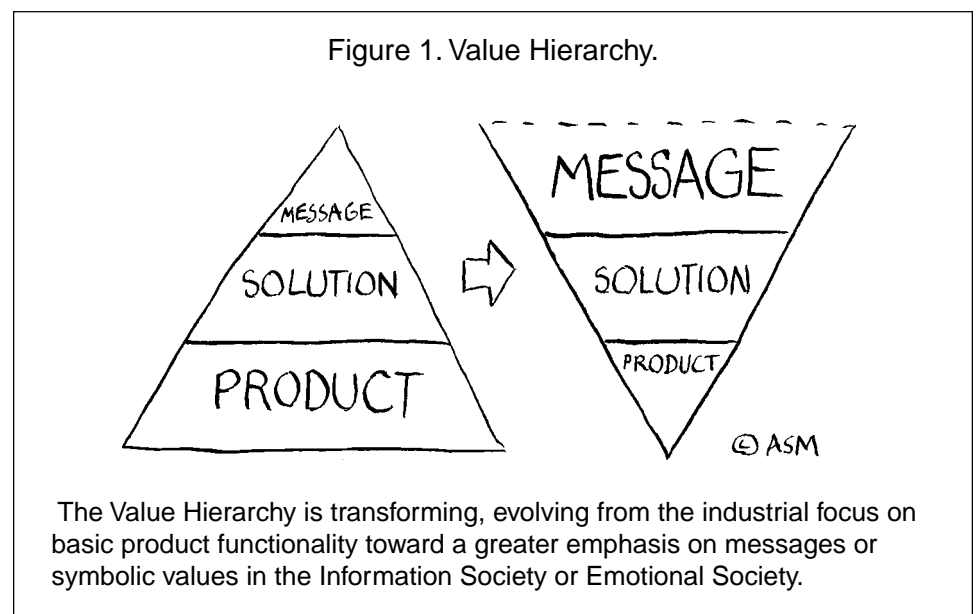 Figure 1. Value Hierarchy.
MESSAGE
SOLUTION
PRODUCT
MESSAGE
SOLUTION
PRODUCT
© ASM
The Value Hierarchy is transforming, evolving from the industrial focus on
basic product functionality toward a greater emphasis on messages or
symbolic values in the Information Society or Emotional Society.